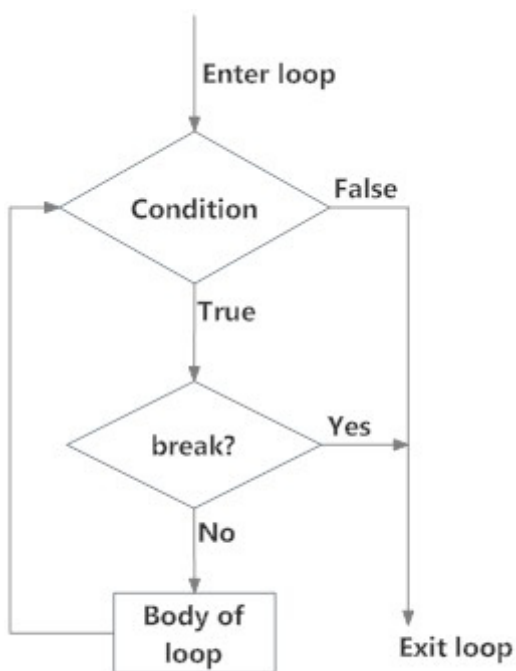 Enter loop
Condition
False
True
break?
Yes
No
Body of
loop
Exit loop